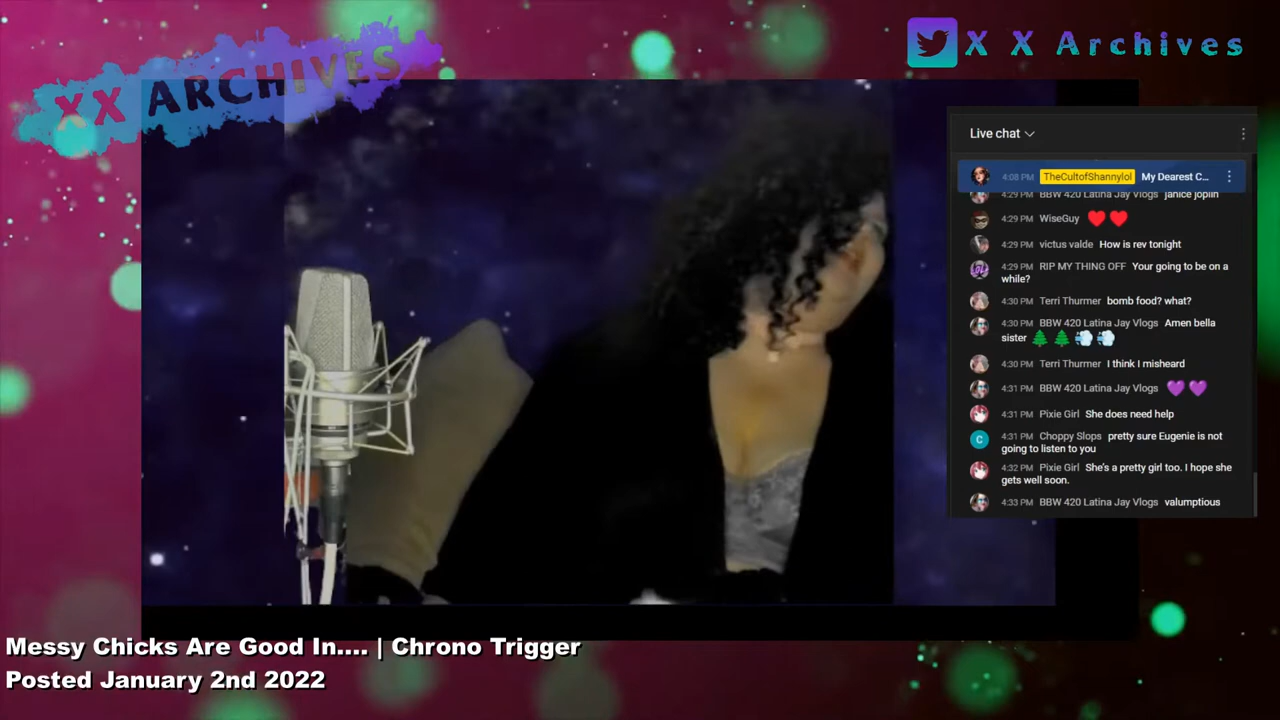 XX ARCHIVES
X X Archives
Live chat
4:08 PM TheCultofShannylol My Dearest C...
4:29 PM BBW 420 Latina Jay Vlogs janice joplin
4:29 PM WiseGuy ❤️❤️
4:29 PM victus valde How is rev tonight
4:29 PM RIP MY THING OFF Your going to be on a
while?
4:30 PM Terri Thurmer bomb food? what?
4:30 PM BBW 420 Latina Jay Vlogs Amen bella
sister 🌲🌲💨💨
4:30 PM Terri Thurmer I think I misheard
4:31 PM BBW 420 Latina Jay Vlogs 💜💜
4:31 PM Pixie Girl She does need help
C
4:31 PM Choppy Slops pretty sure Eugenie is not
going to listen to you
4:32 PM Pixie Girl She's a pretty girl too. I hope she
gets well soon.
4:33 PM BBW 420 Latina Jay Vlogs valumptious
Messy Chicks Are Good In.... | Chrono Trigger
Posted January 2nd 2022